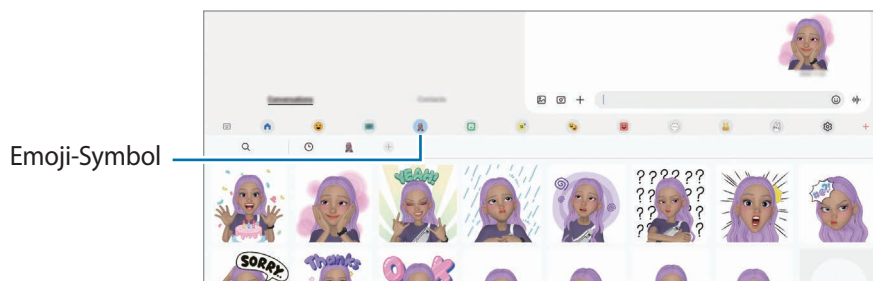 Conversations
Contacts
Emoji-Symbol
YEAH!
? ? ? ? ? ?
SORRY
Thanks
O X